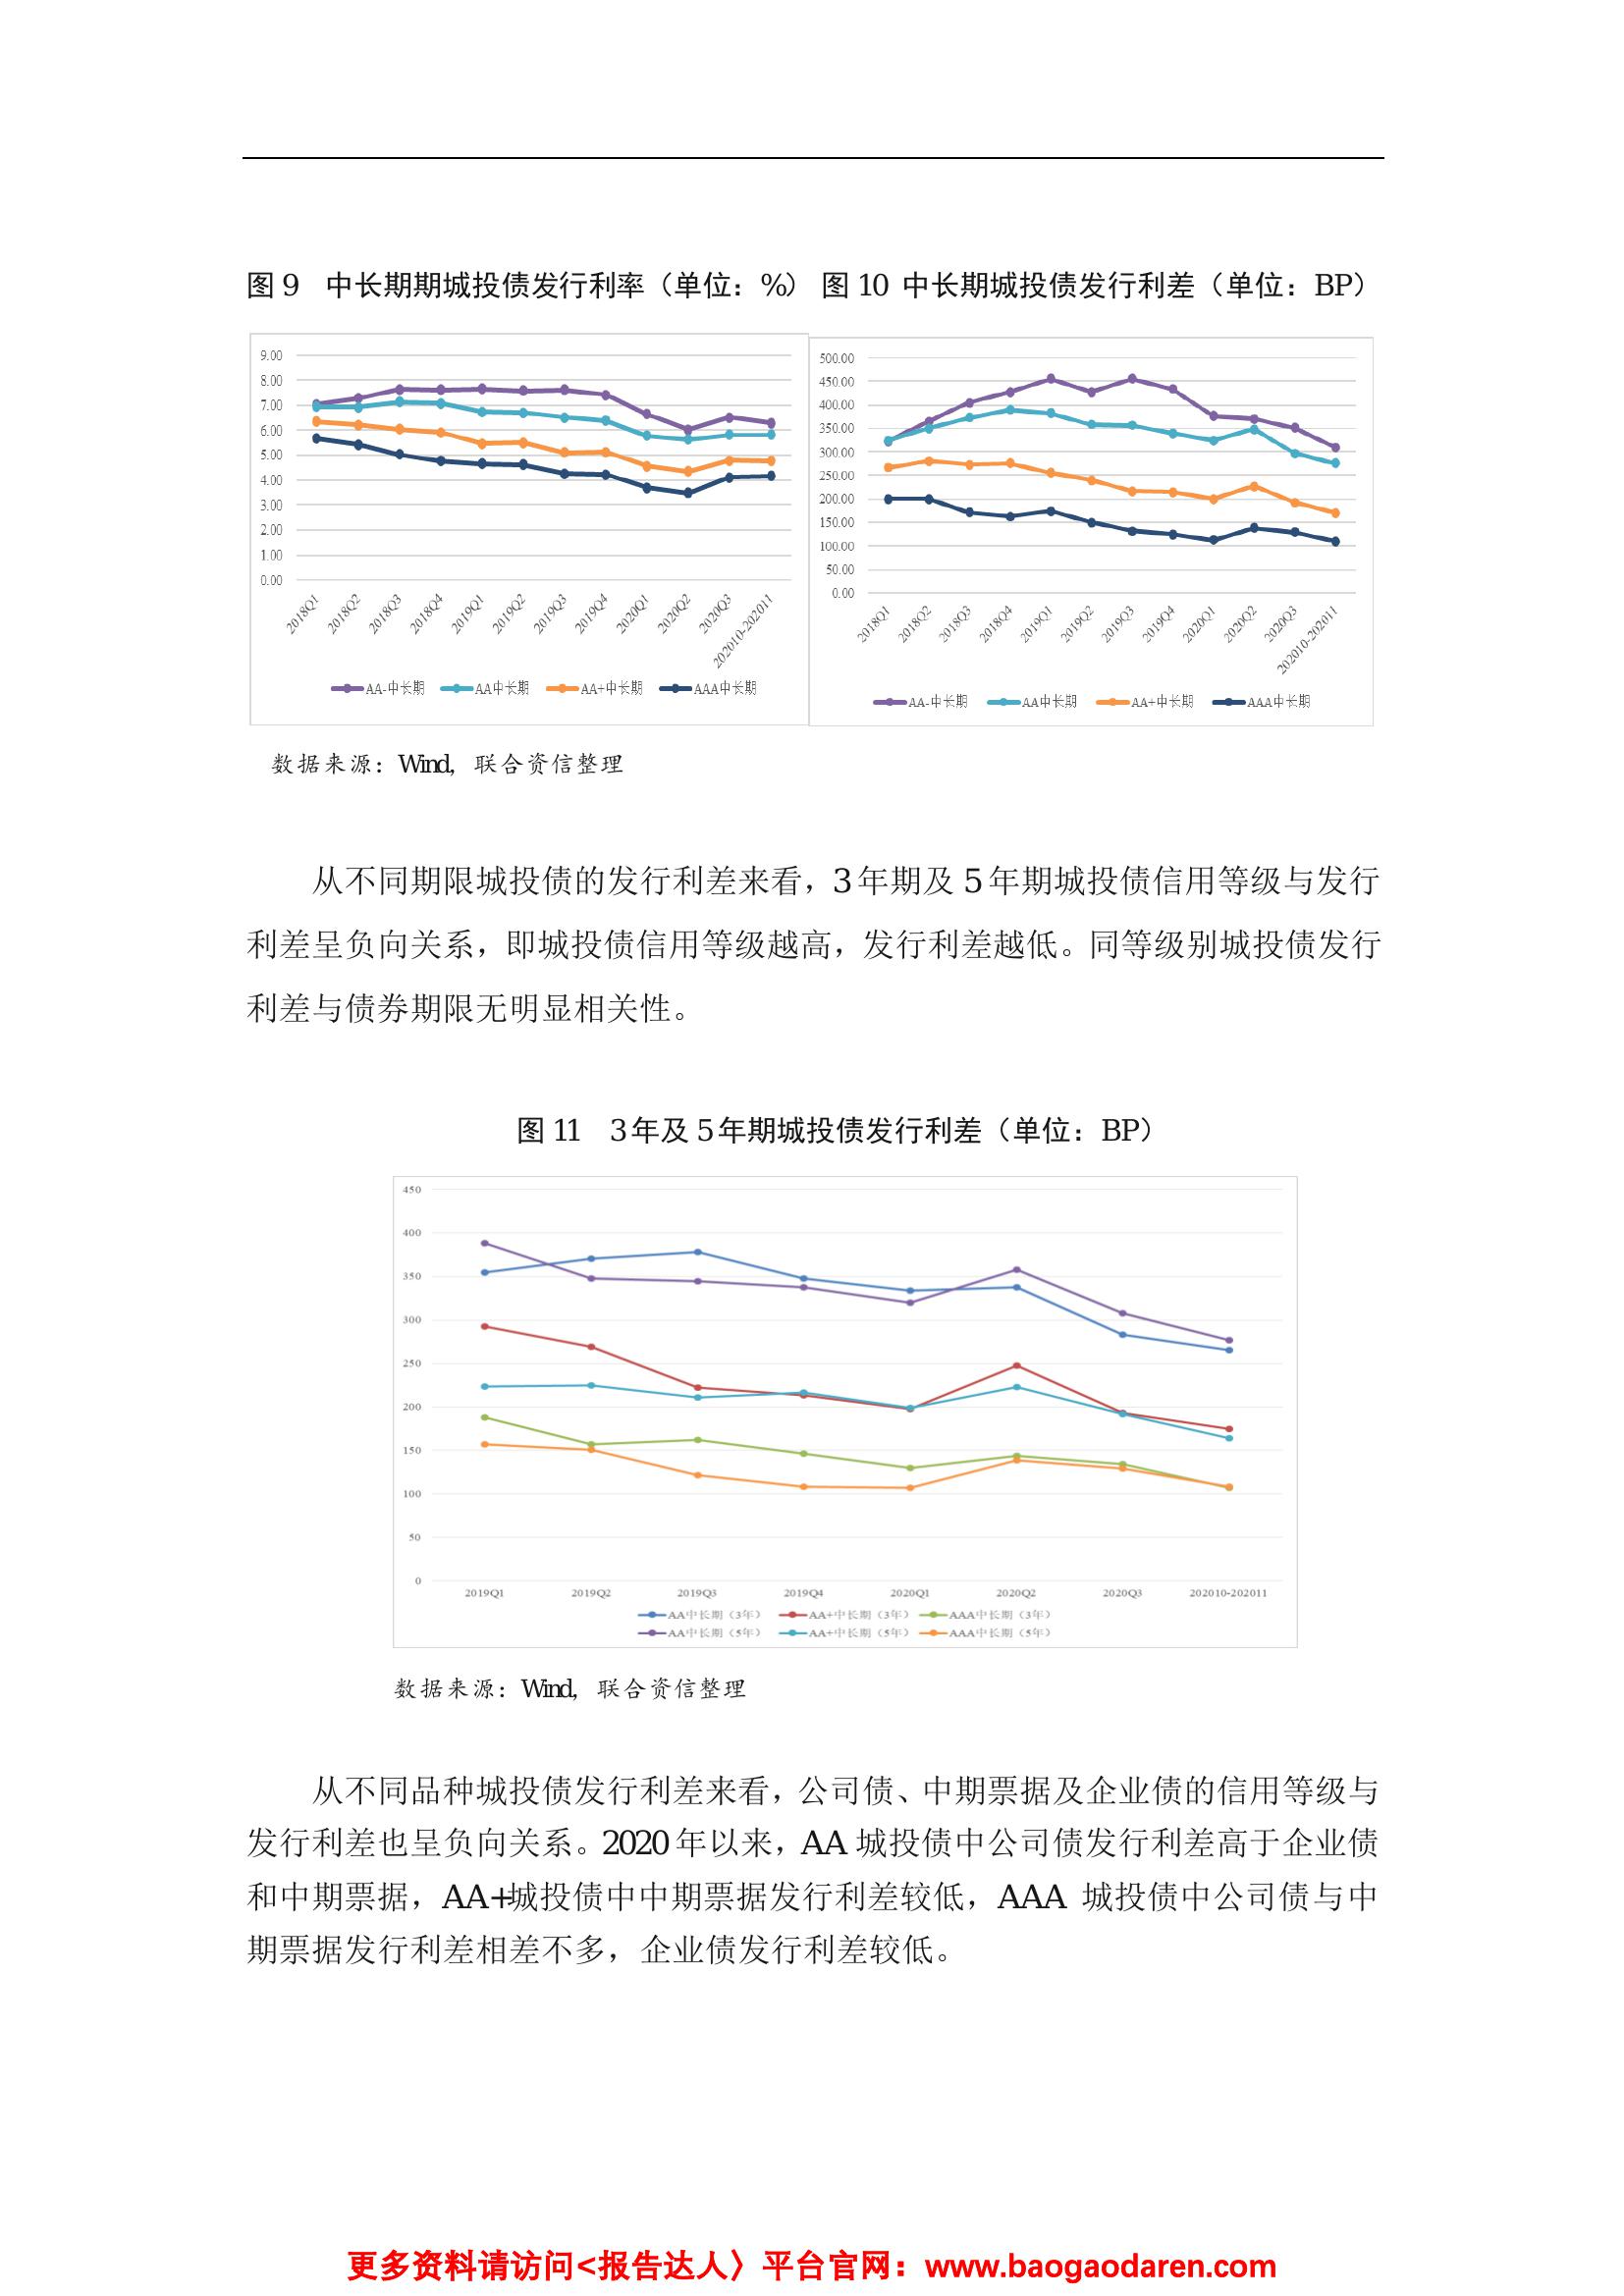 图 9 中长期期城投债发行利率（单位：%） 图 10 中长期城投债发行利差（单位：BP）
9.00
8.00
7.00
6.00
5.00
4.00
3.00
2.00
1.00
0.00
2018Q1 2018Q2 2018Q3 2018Q4 2019Q1 2019Q2 2019Q3 2019Q4 2020Q1 2020Q2 2020Q3 202010-202011
AA-中长期 AA中长期 AA+中长期 AAA中长期
500.00
450.00
400.00
350.00
300.00
250.00
200.00
150.00
100.00
50.00
0.00
2018Q1 2018Q2 2018Q3 2018Q4 2019Q1 2019Q2 2019Q3 2019Q4 2020Q1 2020Q2 2020Q3 202010-202011
AA-中长期 AA中长期 AA+中长期 AAA中长期
数据来源：Wind，联合资信整理
从不同期限城投债的发行利差来看，3 年期及 5 年期城投债信用等级与发行
利差呈负向关系，即城投债信用等级越高，发行利差越低。同等级别城投债发行
利差与债券期限无明显相关性。
图 11 3 年及 5 年期城投债发行利差（单位：BP）
450
400
350
300
250
200
150
100
50
0
2019Q1 2019Q2 2019Q3 2019Q4 2020Q1 2020Q2 2020Q3 202010-202011
AA中长期（3年） AA+中长期（3年） AAA中长期（3年）
AA中长期（5年） AA+中长期（5年） AAA中长期（5年）
数据来源：Wind，联合资信整理
从不同品种城投债发行利差来看，公司债、中期票据及企业债的信用等级与
发行利差也呈负向关系。2020 年以来，AA 城投债中公司债发行利差高于企业债
和中期票据，AA+城投债中中期票据发行利差较低，AAA 城投债中公司债与中
期票据发行利差相差不多，企业债发行利差较低。
更多资料请访问<报告达人〉平台官网：www.baogaodaren.com